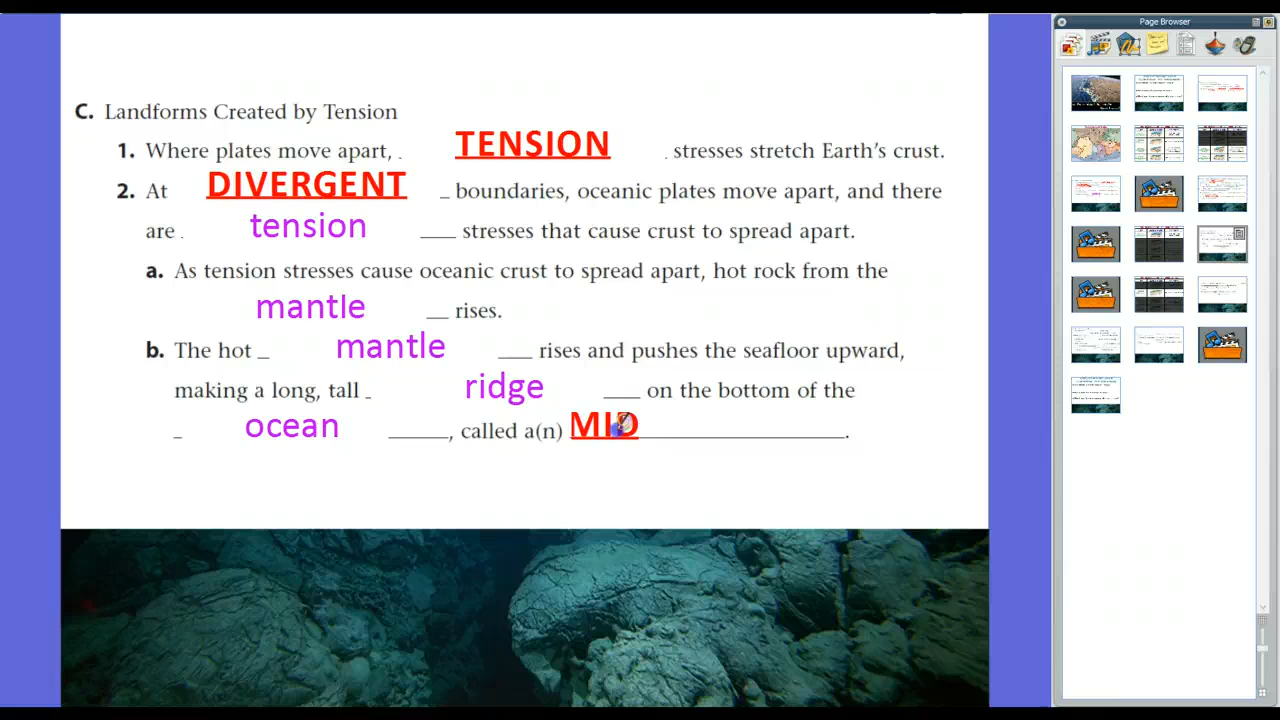 Page Browser
C. Landforms Created by Tension
1. Where plates move apart, TENSION stresses stretch Earth's crust.
2. At DIVERGENT boundaries, oceanic plates move apart, and there
are tension stresses that cause crust to spread apart.
a. As tension stresses cause oceanic crust to spread apart, hot rock from the
mantle rises.
b. The hot mantle rises and pushes the seafloor upward,
making a long, tall ridge on the bottom of the
ocean, called a(n) MID.